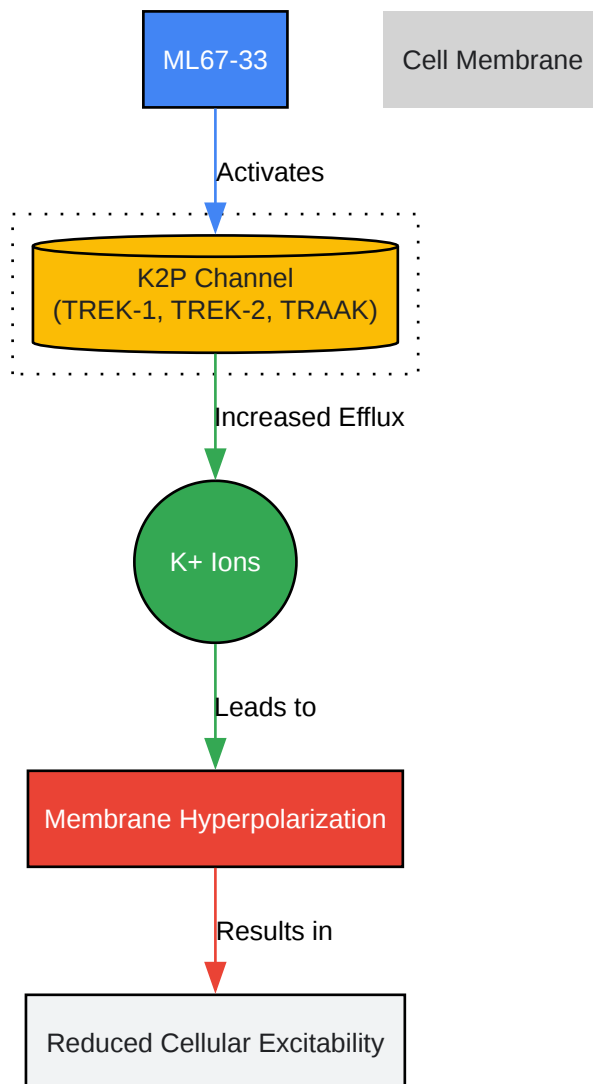 ML67-33
Cell Membrane
Activates
K2P Channel
(TREK-1, TREK-2, TRAAK)
Increased Efflux
K+ Ions
Leads to
Membrane Hyperpolarization
Results in
Reduced Cellular Excitability